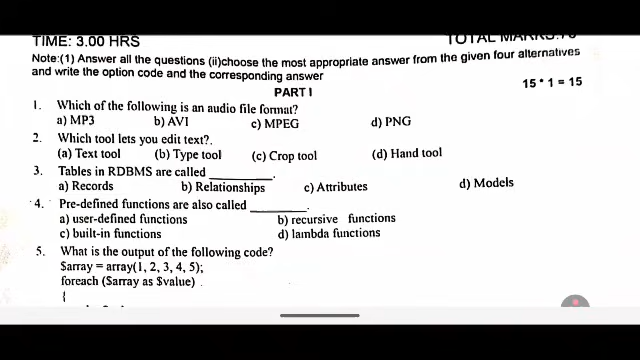 TIME: 3.00 HRS
TOTAL MARKS:70
Note:(1) Answer all the questions (ii)choose the most appropriate answer from the given four alternatives
and write the option code and the corresponding answer
PART I
15 * 1 = 15
1. Which of the following is an audio file format?
a) MP3 b) AVI c) MPEG d) PNG
2. Which tool lets you edit text?.
(a) Text tool (b) Type tool (c) Crop tool (d) Hand tool
3. Tables in RDBMS are called ___________.
a) Records b) Relationships c) Attributes d) Models
4. Pre-defined functions are also called __________.
a) user-defined functions b) recursive functions
c) built-in functions d) lambda functions
5. What is the output of the following code?
$array = array(1, 2, 3, 4, 5);
foreach ($array as $value)
{